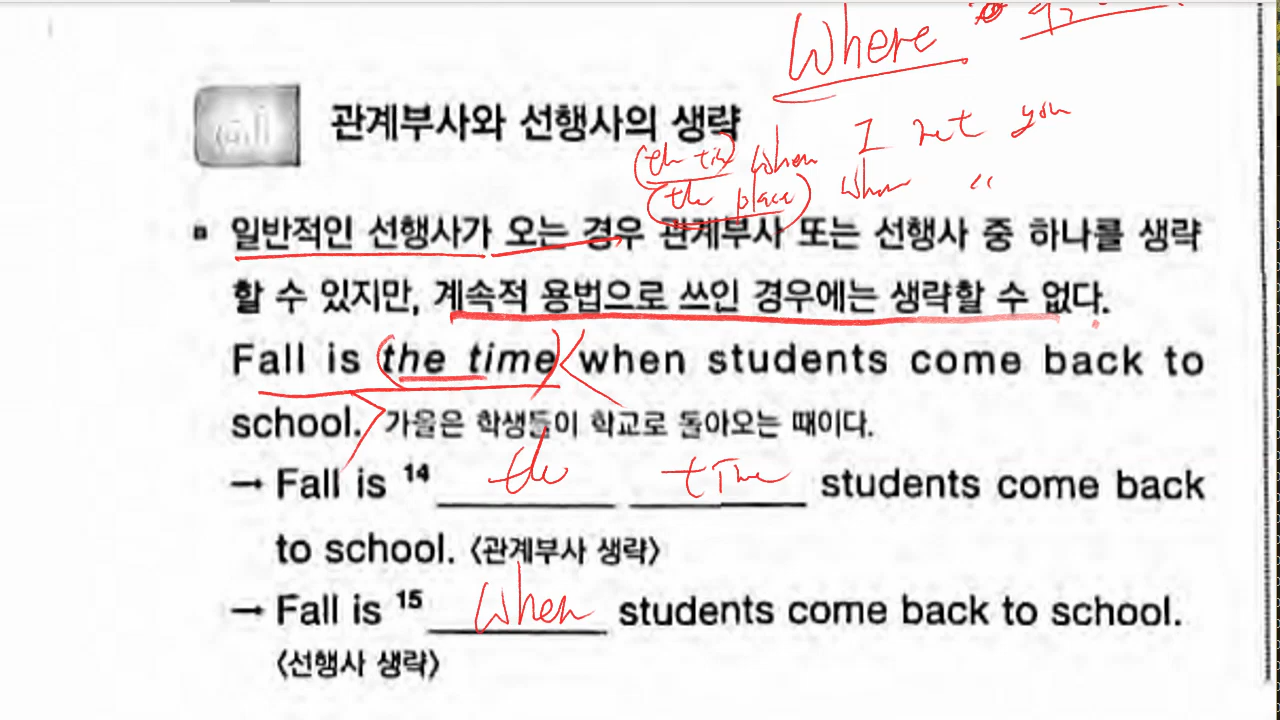 Where
관계부사와 선행사의 생략
I met you
(the place)
일반적인 선행사가 오는 경우 관계부사 또는 선행사 중 하나를 생략
할 수 있지만, 계속적 용법으로 쓰인 경우에는 생략할 수 없다.
Fall is (the time) when students come back to
school. 가을은 학생들이 학교로 돌아오는 때이다.
→ Fall is 14 the time students come back
to school. 〈관계부사 생략〉
→ Fall is 15 when students come back to school.
〈선행사 생략〉